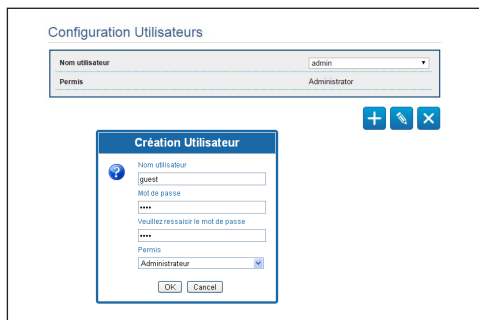 Configuration Utilisateurs
Nom utilisateur admin
Permis Administrator
Création Utilisateur
Nom utilisateur
guest
Mot de passe
••••
Veuillez ressaisir le mot de passe
••••
Permis
Administrateur
OK Cancel